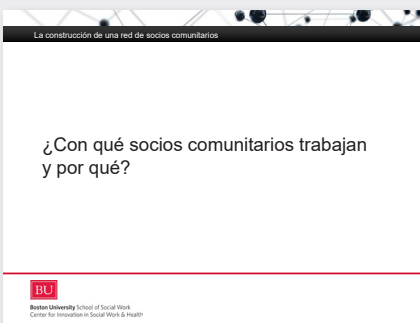 La construcción de una red de socios comunitarios
¿Con qué socios comunitarios trabajan
y por qué?
BU
Boston University School of Social Work
Center for Innovation in Social Work & Health